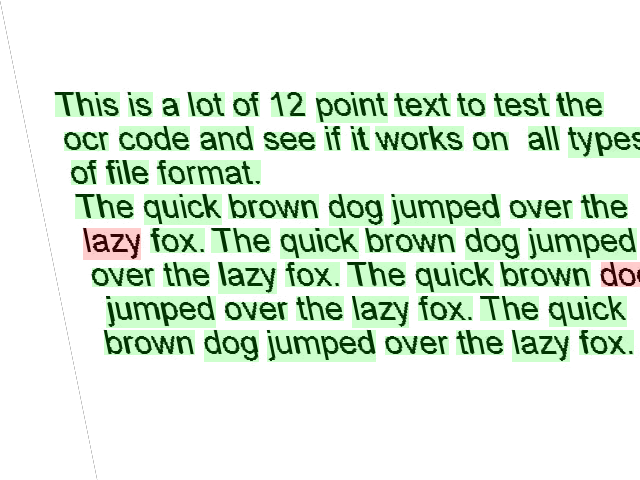 This is a lot of 12 point text to test the
ocr code and see if it works on all types
of file format.
The quick brown dog jumped over the
lazy fox. The quick brown dog jumped
over the lazy fox. The quick brown dog
jumped over the lazy fox. The quick
brown dog jumped over the lazy fox.